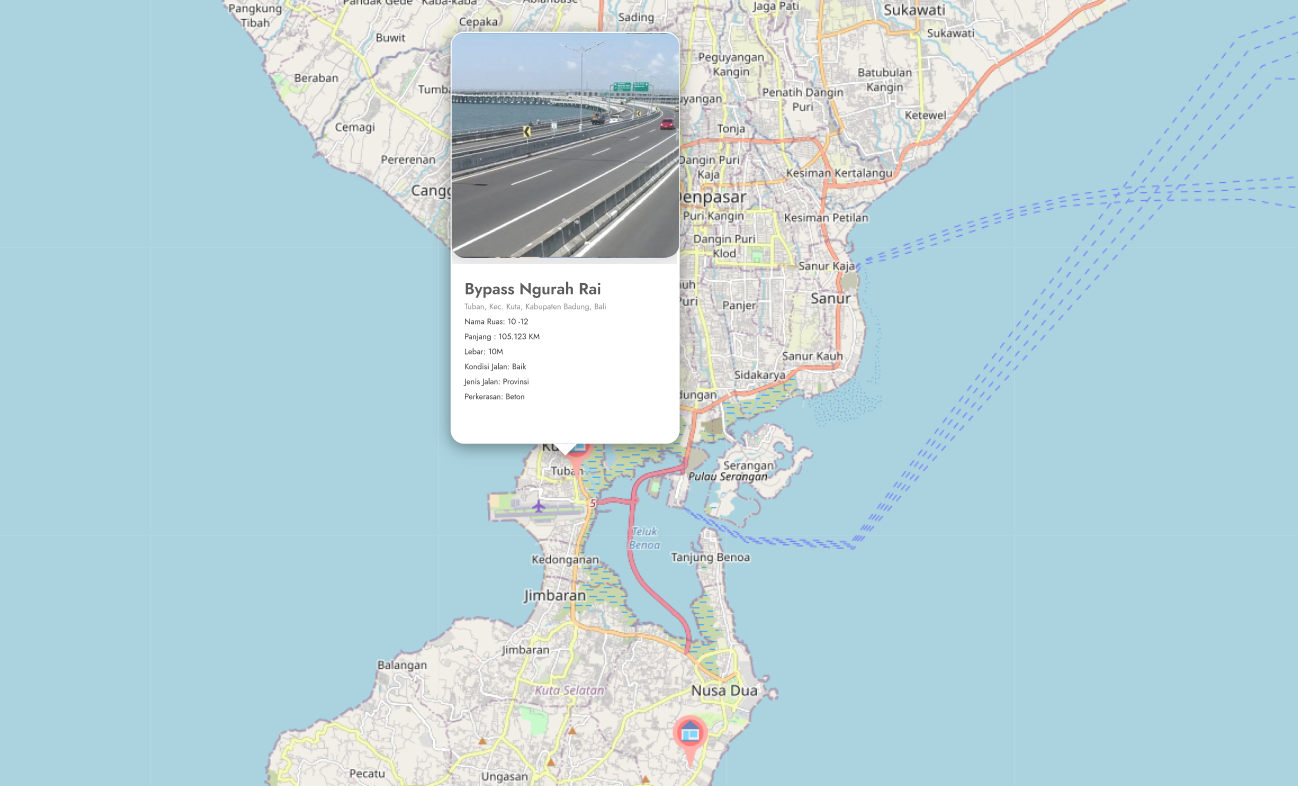 Pangkung
Tibah
Pandak Gede
Kaba-kaba
Cepaka
Sading
Jaga Pati
Sukawati
Sukawati
Buwit
Beraban
Peguyangan
Kangin
Batubulan
Kangin
Penatih Dangin
Puri
Ketewel
Cemagi
Tonja
Pererenan
Dangin Puri
Kaja
Kesiman Kertalangu
Denpasar
Puri Kangin
Kesiman Petilan
Dangin Puri
Klod
Sanur Kaja
Panjer
Sanur
Sanur Kauh
Sidakarya
Bypass Ngurah Rai
Tuban, Kec. Kuta, Kabupaten Badung, Bali
Nama Ruas: 10 -12
Panjang : 105.123 KM
Lebar: 10M
Kondisi Jalan: Baik
Jenis Jalan: Provinsi
Perkerasan: Beton
Tuban
Serangan
Pulau Serangan
5
Teluk
Benoa
Kedonganan
Tanjung Benoa
Jimbaran
Jimbaran
Balangan
Kuta Selatan
Nusa Dua
Pecatu
Ungasan